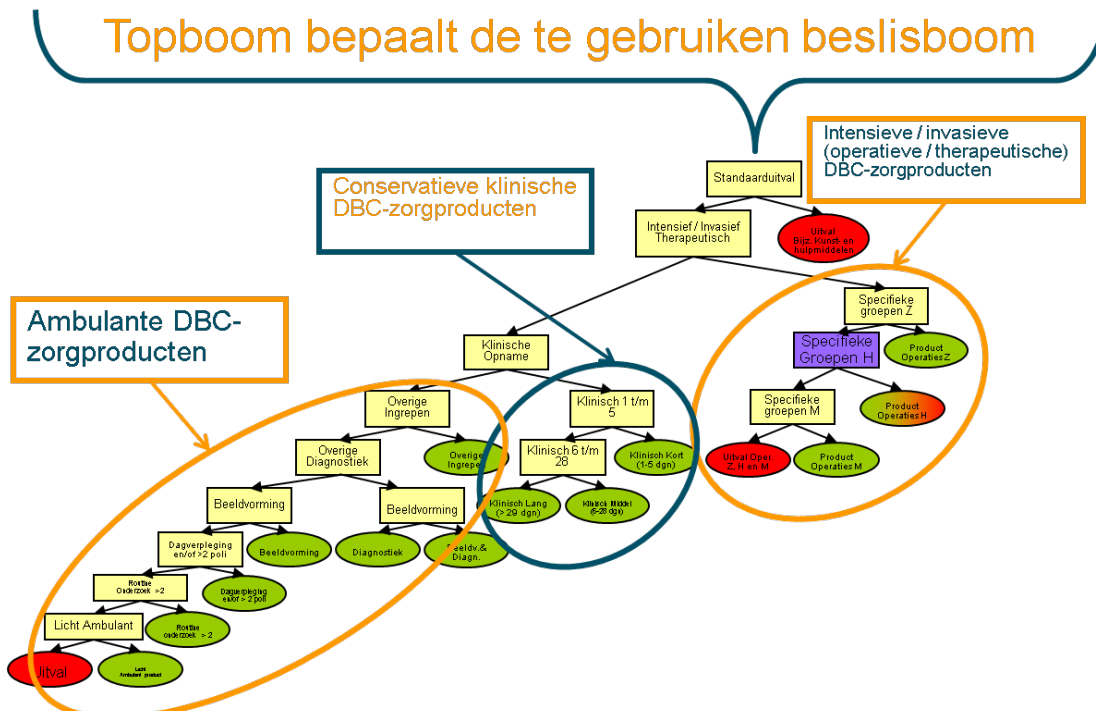 Topboom bepaalt de te gebruiken beslisboom
Intensieve / invasieve
(operatieve / therapeutische)
DBC-zorgproducten
Conservatieve klinische
DBC-zorgproducten
Ambulante DBC-
zorgproducten
Standaarduitval
Intensief / Invasief
Therapeutisch
Uitval
Bijz. Kunst- en
hulpmiddelen
Specifieke
groepen Z
Klinische
Opname
Specifieke
Groepen H
Product
Operaties Z
Overige
Ingrepen
Klinisch 1 t/m
5
Specifieke
groepen M
Product
Operaties H
Overige
Diagnostiek
Overige
Ingrepen
Klinisch 6 t/m
28
Klinisch Kort
(1-5 dgn)
Uitval Oper.
Z, H en M
Product
Operaties M
Beeldvorming
Beeldvorming
Klinisch Lang
(> 29 dgn)
Klinisch Middel
(6-28 dgn)
Dagverpleging
en/of >2 poli
Beeldvorming
Diagnostiek
Beeldv.&
Diagn.
Routine
Onderzoek >2
Dagverpleging
en/of > 2 poli
Licht Ambulant
Routine
onderzoek > 2
Uitval
Licht
Ambulant product